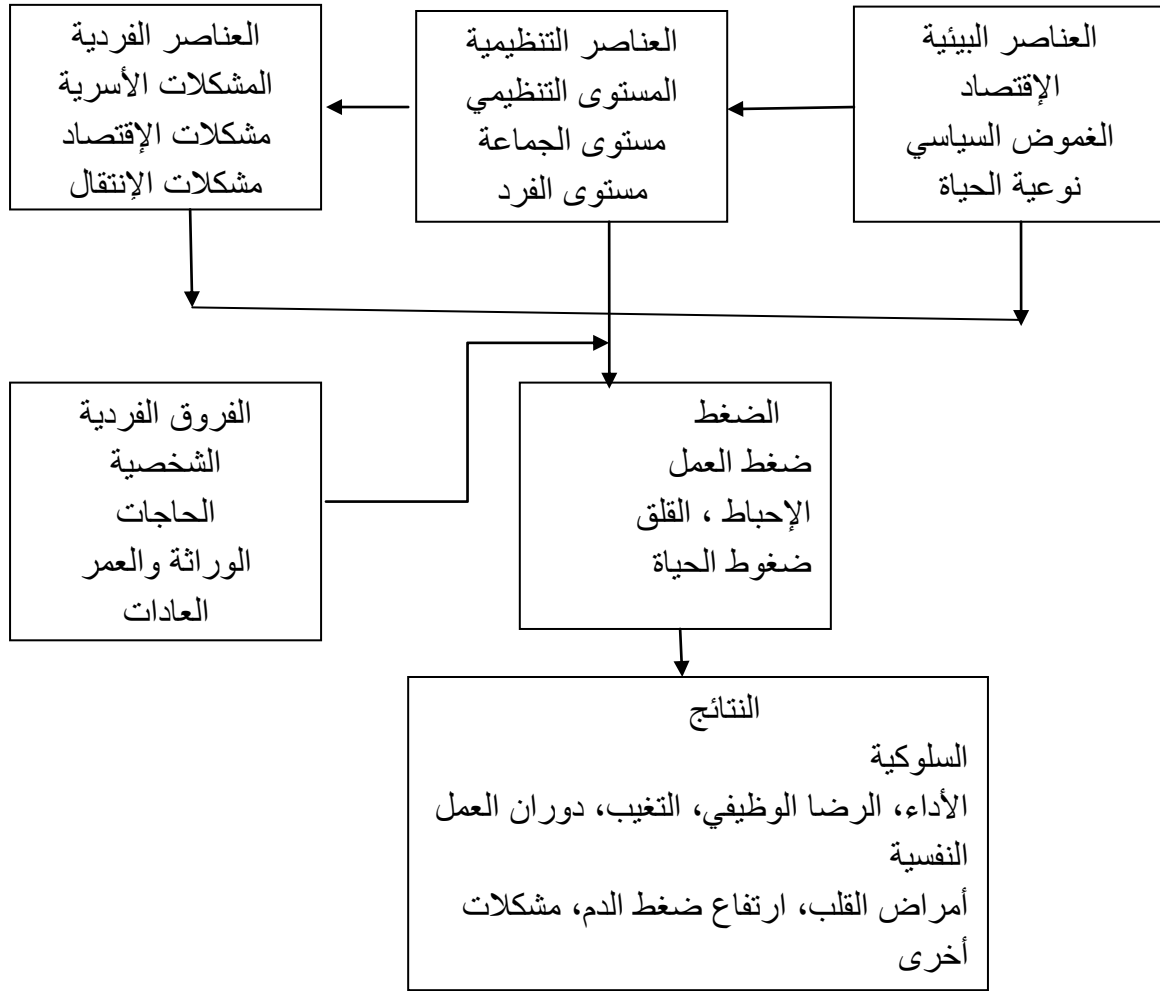 العناصر البيئية
الإقتصاد
الغموض السياسي
نوعية الحياة
العناصر التنظيمية
المستوى التنظيمي
مستوى الجماعة
مستوى الفرد
العناصر الفردية
المشكلات الأسرية
مشكلات الإقتصاد
مشكلات الإنتقال
الضغط
ضغط العمل
الإحباط ، القلق
ضغوط الحياة
الفروق الفردية
الشخصية
الحاجات
الوراثة والعمر
العادات
النتائج
السلوكية
الأداء، الرضا الوظيفي، التغيب، دوران العمل
النفسية
أمراض القلب، ارتفاع ضغط الدم، مشكلات
أخرى